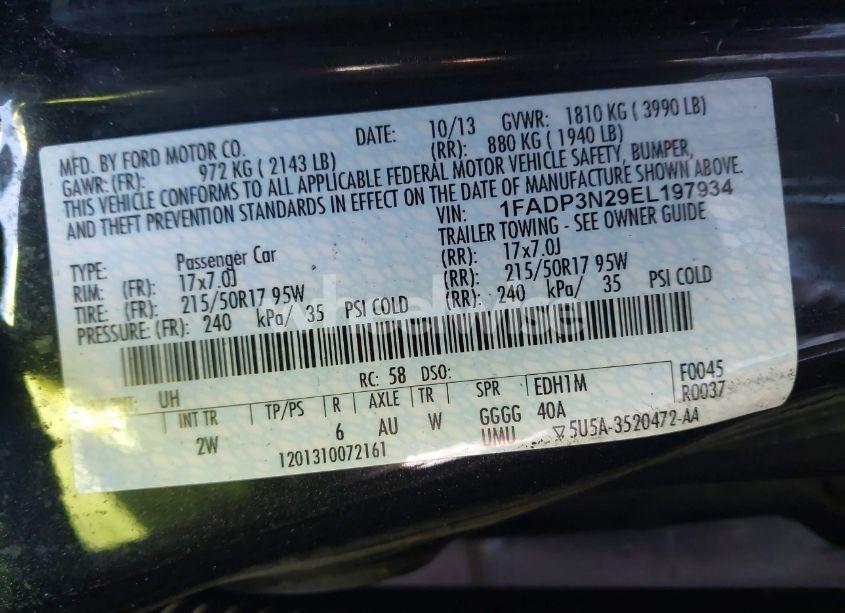 MFD. BY FORD MOTOR CO. DATE: 10/13 GVWR: 1810 KG ( 3990 LB)
GAWR: (FR): 972 KG ( 2143 LB) (RR): 880 KG ( 1940 LB)
THIS VEHICLE CONFORMS TO ALL APPLICABLE FEDERAL MOTOR VEHICLE SAFETY, BUMPER,
AND THEFT PREVENTION STANDARDS IN EFFECT ON THE DATE OF MANUFACTURE SHOWN ABOVE.
VIN: 1FADP3N29EL197934
TYPE: Passenger Car TRAILER TOWING - SEE OWNER GUIDE
RIM: (FR): 17x7.0J (RR): 17x7.0J
TIRE: (FR): 215/50R17 95W (RR): 215/50R17 95W
PRESSURE: (FR): 240 kPa/ 35 PSI COLD (RR): 240 kPa/ 35 PSI COLD
UH RC: 58 DSO: F0045
INT TR TP/PS R AXLE TR SPR EDH1M R0037
2W 6 AU W GGGG 40A
1201310072161 UMU 5U5A-3520472-AA